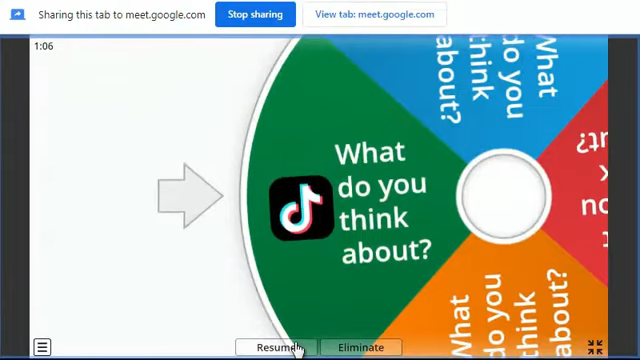 Sharing this tab to meet.google.com
Stop sharing
View tab: meet.google.com
1:06
What
do you
think
about?
What
do you
think
about?
What
do you
think
about?
Resume
Eliminate